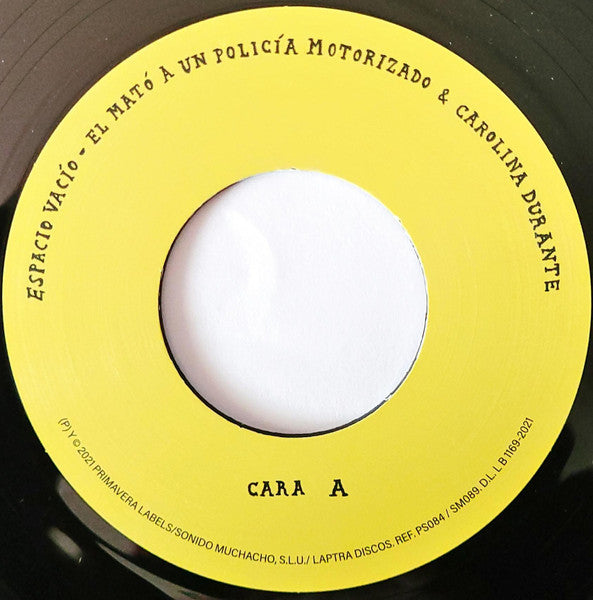 ESPACIO VACÍO - EL MATÓ A UN POLICÍA MOTORIZADO & CAROLINA DURANTE
CARA A
(P) Y © 2021 PRIMAVERA LABELS/SONIDO MUCHACHO, S.L.U./ LAPTRA DISCOS. REF. PS084 / SM089. D.L. L B 1169-2021